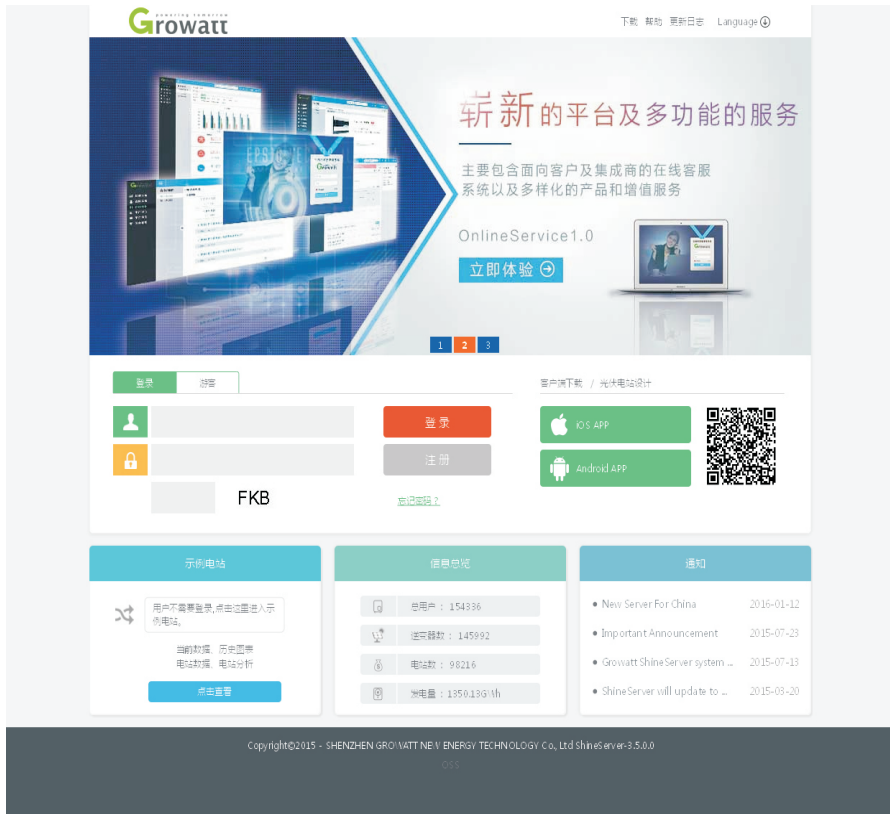 powering tomorrow
Growatt
下载 帮助 更新日志 Language
崭新的平台及多功能的服务
主要包含面向客户及集成商的在线客服
系统以及多样化的产品和增值服务
OnlineService1.0
立即体验
1 2 3
登录 游客
客户端下载 / 光伏电站设计
登录
iOS APP
注册
Android APP
FKB
忘记密码？
示例电站
信息总览
通知
用户不需要登录,点击这里进入示
例电站。
当前数据、历史图表
电站数据、电站分析
点击查看
总用户： 154336
逆变器数： 145992
电站数： 98216
发电量：1350.13GWh
New Server For China 2016-01-12
Important Announcement 2015-07-23
Growatt ShineServer system ... 2015-07-13
ShineServer will update to ... 2015-03-20
Copyright©2015 - SHENZHEN GROWATT NEW ENERGY TECHNOLOGY Co., Ltd ShineServer-3.5.0.0
OSS